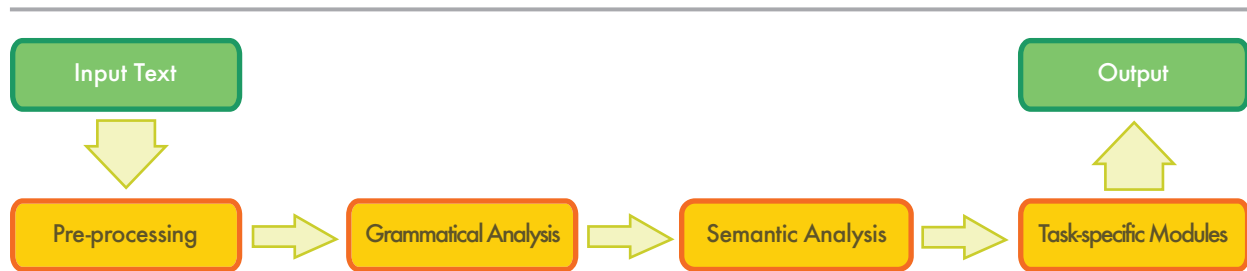 Input Text
Output
Pre-processing
Grammatical Analysis
Semantic Analysis
Task-specific Modules